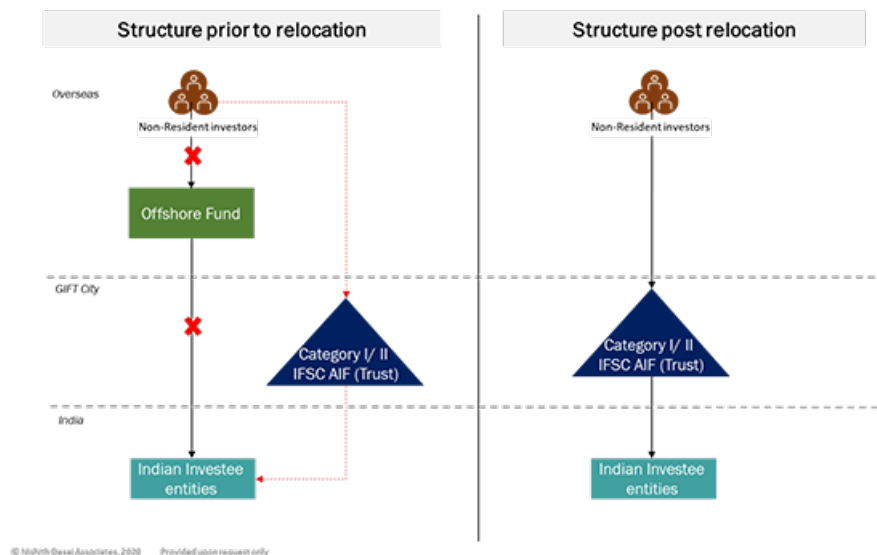 Structure prior to relocation
Structure post relocation
Overseas
Non-Resident investors
Non-Resident investors
Offshore Fund
GIFT City
Category I/ II
IFSC AIF (Trust)
Category I/ II
IFSC AIF (Trust)
India
Indian Investee
entities
Indian Investee
entities
© Nishith Desai Associates, 2020 Provided upon request only